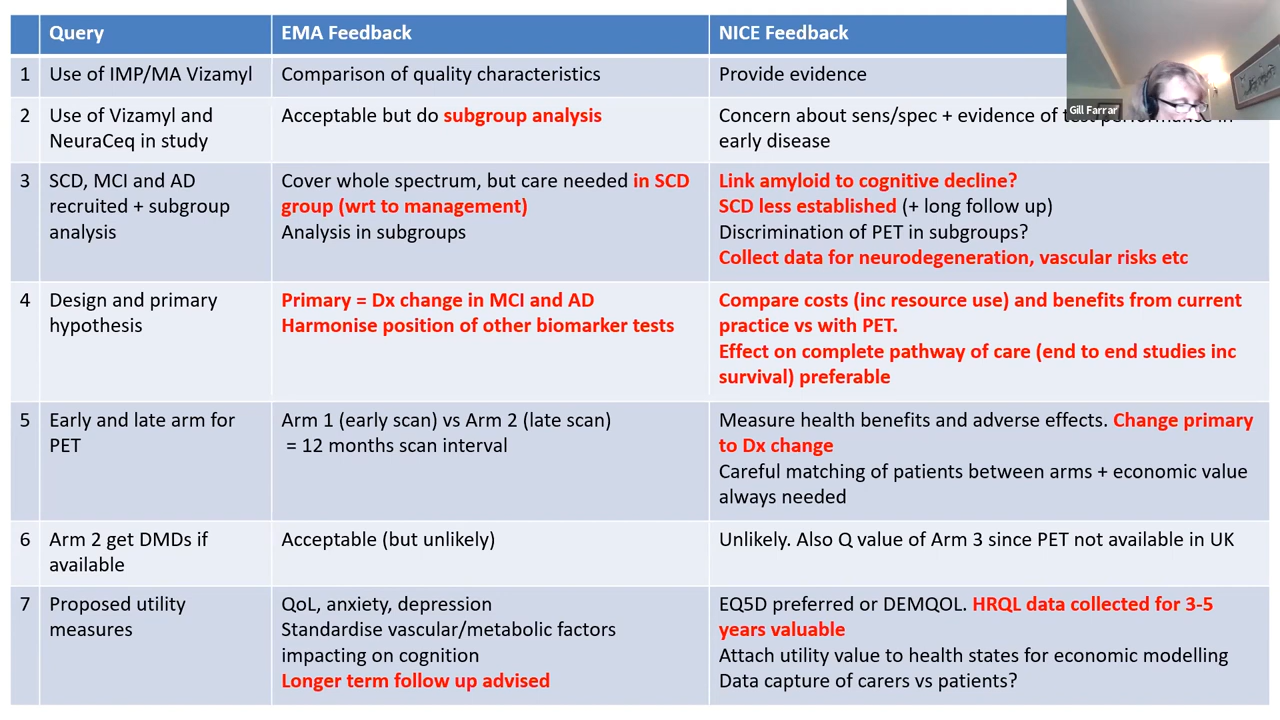 Query EMA Feedback NICE Feedback
1 Use of IMP/MA Vizamyl Comparison of quality characteristics Provide evidence
2 Use of Vizamyl and
NeuraCeq in study
Acceptable but do subgroup analysis
Concern about sens/spec + evidence of test performance in
early disease
3 SCD, MCI and AD
recruited + subgroup
analysis
Cover whole spectrum, but care needed in SCD
group (wrt to management)
Analysis in subgroups
Link amyloid to cognitive decline?
SCD less established (+ long follow up)
Discrimination of PET in subgroups?
Collect data for neurodegeneration, vascular risks etc
4 Design and primary
hypothesis
Primary = Dx change in MCI and AD
Harmonise position of other biomarker tests
Compare costs (inc resource use) and benefits from current
practice vs with PET.
Effect on complete pathway of care (end to end studies inc
survival) preferable
5 Early and late arm for
PET
Arm 1 (early scan) vs Arm 2 (late scan)
= 12 months scan interval
Measure health benefits and adverse effects. Change primary
to Dx change
Careful matching of patients between arms + economic value
always needed
6 Arm 2 get DMDs if
available
Acceptable (but unlikely)
Unlikely. Also Q value of Arm 3 since PET not available in UK
7 Proposed utility
measures
QoL, anxiety, depression
Standardise vascular/metabolic factors
impacting on cognition
Longer term follow up advised
EQ5D preferred or DEMQOL. HRQL data collected for 3-5
years valuable
Attach utility value to health states for economic modelling
Data capture of carers vs patients?
Gill Farrar